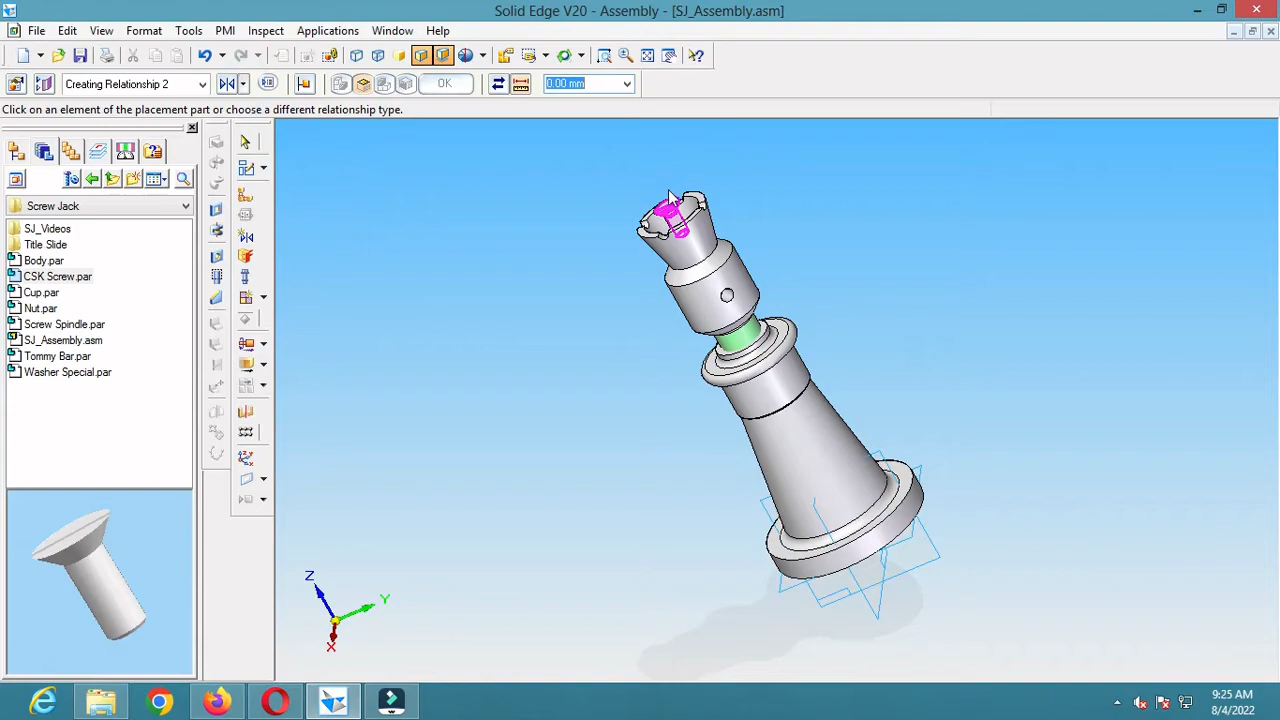 Solid Edge V20 - Assembly - [SJ_Assembly.asm]
File Edit View Format Tools PMI Inspect Applications Window Help
Creating Relationship 2
OK
0.00 mm
Click on an element of the placement part or choose a different relationship type.
Screw Jack
SJ_Videos
Title Slide
Body.par
CSK Screw.par
Cup.par
Nut.par
Screw Spindle.par
SJ_Assembly.asm
Tommy Bar.par
Washer Special.par
Z
Y
X
9:25 AM
8/4/2022